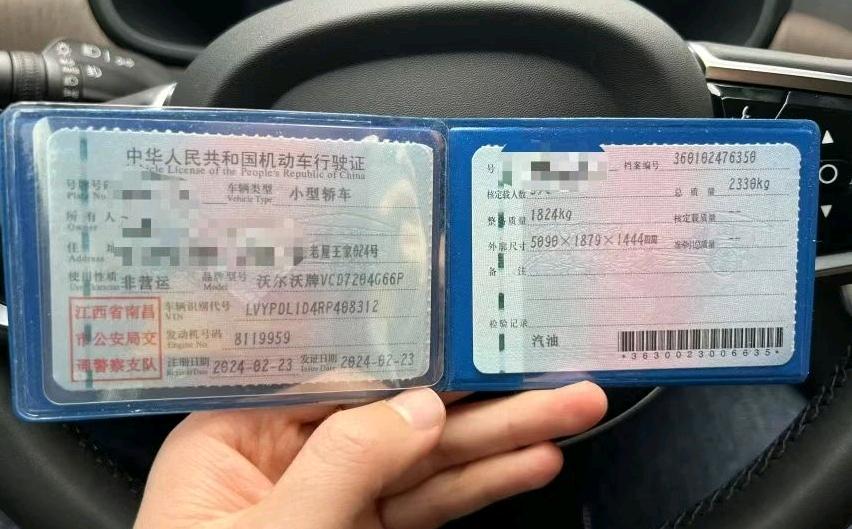 中华人民共和国机动车行驶证
Vehicle License of the People's Republic of China
号牌号码
Plate No.
车辆类型 小型轿车
Vehicle Type
所有人
Owner
住 址 老屋王家024号
Address
使用性质 非营运 品牌型号 沃尔沃牌VCD7204G66P
Use Character Model
江西省南昌
市公安局交
通警察支队
车辆识别代号 LVYPDL1D4RP408312
VIN
发动机号码 8119959
Engine No.
注册日期 2024-02-23 发证日期 2024-02-23
Register Date Issue Date
号 档案编号 360102476350
核定载人数 总质量 2330kg
整备质量 1824kg 核定载质量 --
外廓尺寸 5090×1879×1444mm 准牵引总质量 --
备 注
检验记录
汽油
*3630023006635*